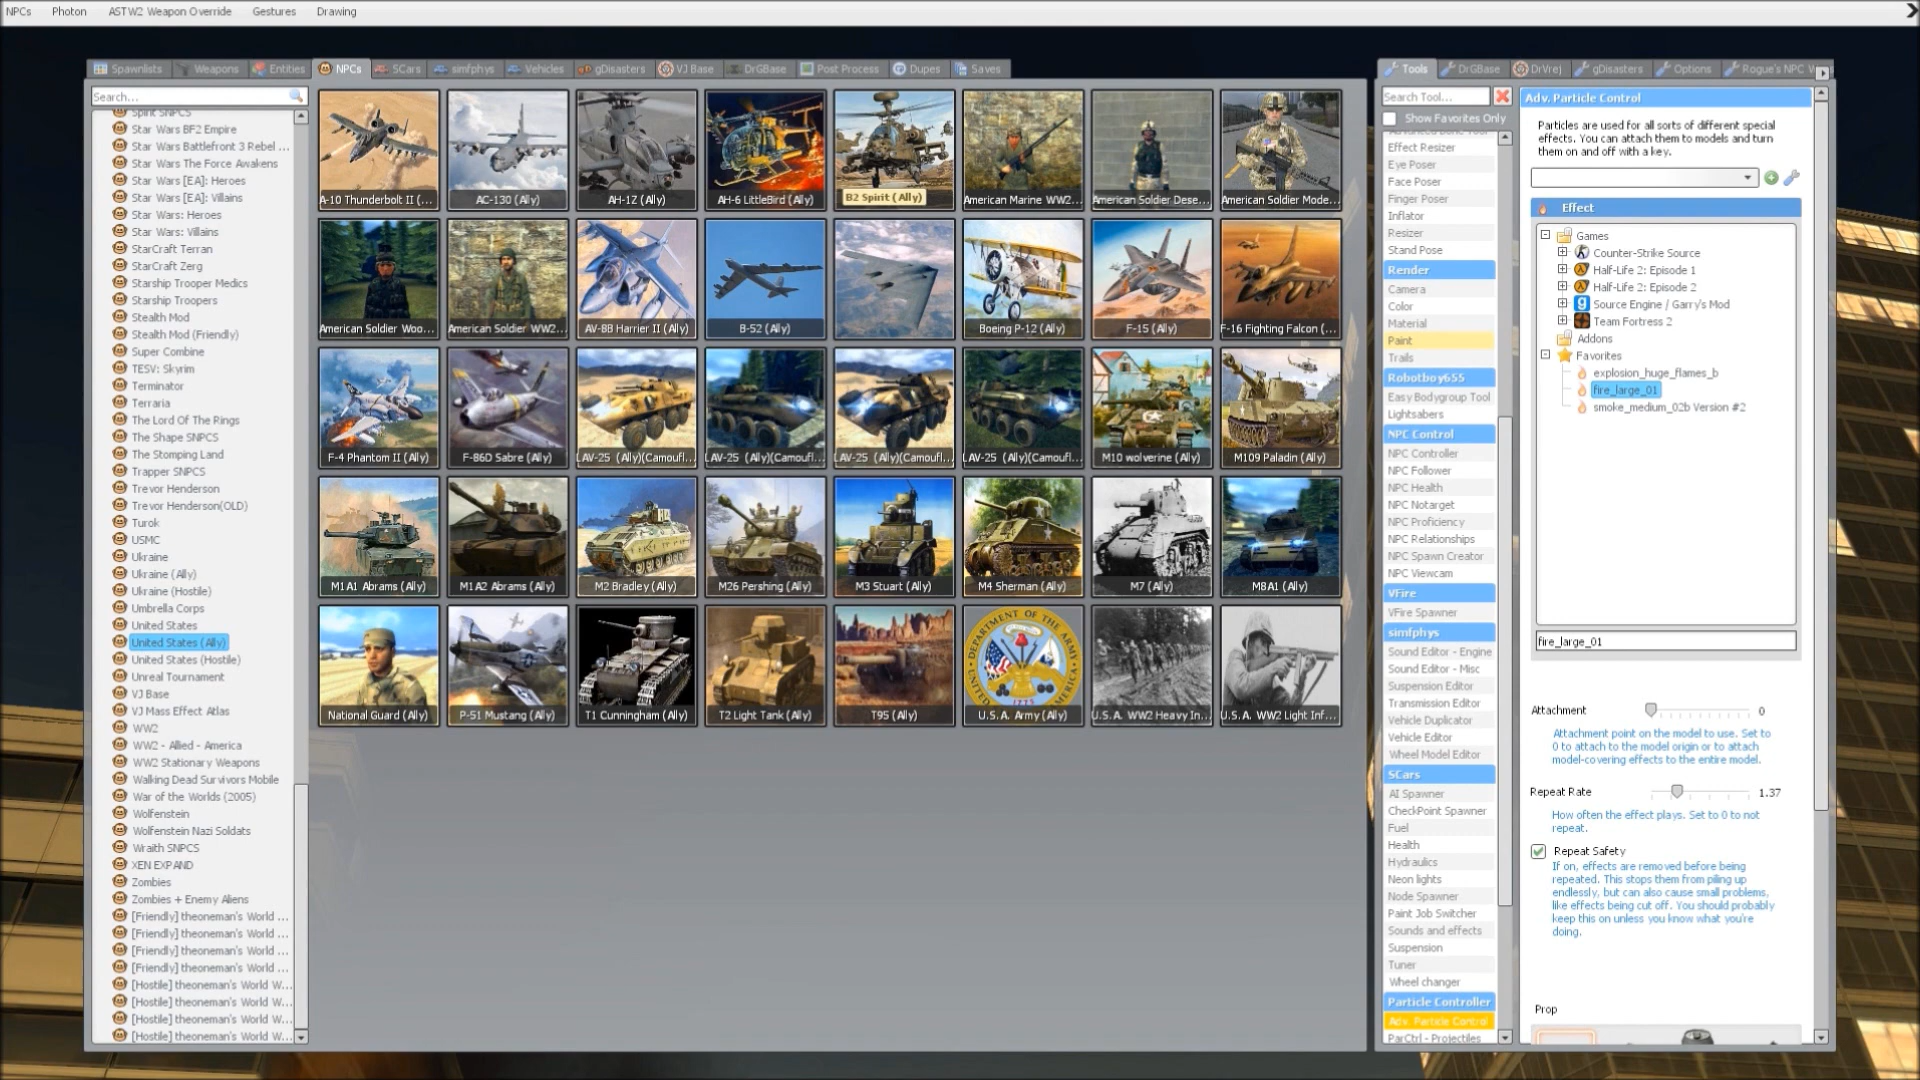 NPCs Photon ASTW2 Weapon Override Gestures Drawing
Spawnlists Weapons Entities NPCs SCars simfphys Vehicles gDisasters VJ Base DrGBase Post Process Dupes Saves
Search...
Spirit SNPCS
Star Wars BF2 Empire
Star Wars Battlefront 3 Rebel ...
Star Wars The Force Awakens
Star Wars [EA]: Heroes
Star Wars [EA]: Villains
Star Wars: Heroes
Star Wars: Villains
StarCraft Terran
StarCraft Zerg
Starship Trooper Medics
Starship Troopers
Stealth Mod
Stealth Mod (Friendly)
Super Combine
TESV: Skyrim
Terminator
Terraria
The Lord Of The Rings
The Shape SNPCS
The Stomping Land
Trapper SNPCS
Trevor Henderson
Trevor Henderson(OLD)
Turok
USMC
Ukraine
Ukraine (Ally)
Ukraine (Hostile)
Umbrella Corps
United States
United States (Ally)
United States (Hostile)
Unreal Tournament
VJ Base
VJ Mass Effect Atlas
WW2
WW2 - Allied - America
WW2 Stationary Weapons
Walking Dead Survivors Mobile
War of the Worlds (2005)
Wolfenstein
Wolfenstein Nazi Soldats
Wraith SNPCS
XEN EXPAND
Zombies
Zombies + Enemy Aliens
[Friendly] theoneman's World ...
[Friendly] theoneman's World ...
[Friendly] theoneman's World ...
[Friendly] theoneman's World ...
[Hostile] theoneman's World W...
[Hostile] theoneman's World W...
[Hostile] theoneman's World W...
[Hostile] theoneman's World W...
A-10 Thunderbolt II (... AC-130 (Ally) AH-1Z (Ally) AH-6 LittleBird (Ally) B2 Spirit (Ally) American Marine WW2... American Soldier Dese... American Soldier Mode...
American Soldier Woo... American Soldier WW2... AV-8B Harrier II (Ally) B-52 (Ally) Boeing P-12 (Ally) F-15 (Ally) F-16 Fighting Falcon (...
F-4 Phantom II (Ally) F-86D Sabre (Ally) LAV-25 (Ally)(Camoufl... LAV-25 (Ally)(Camoufl... LAV-25 (Ally)(Camoufl... LAV-25 (Ally)(Camoufl... M10 wolverine (Ally) M109 Paladin (Ally)
M1A1 Abrams (Ally) M1A2 Abrams (Ally) M2 Bradley (Ally) M26 Pershing (Ally) M3 Stuart (Ally) M4 Sherman (Ally) M7 (Ally) M8A1 (Ally)
DEPARTMENT OF THE ARMY
UNITED STATES OF AMERICA
1775
National Guard (Ally) P-51 Mustang (Ally) T1 Cunningham (Ally) T2 Light Tank (Ally) T95 (Ally) U.S.A. Army (Ally) U.S.A. WW2 Heavy In... U.S.A. WW2 Light Inf...
Tools DrGBase DrVrej gDisasters Options Rogue's NPC W
Search Tool...
Show Favorites Only
Advanced Bone Tool
Effect Resizer
Eye Poser
Face Poser
Finger Poser
Inflator
Resizer
Stand Pose
Render
Camera
Color
Material
Paint
Trails
Robotboy655
Easy Bodygroup Tool
Lightsabers
NPC Control
NPC Controller
NPC Follower
NPC Health
NPC Notarget
NPC Proficiency
NPC Relationships
NPC Spawn Creator
NPC Viewcam
VFire
VFire Spawner
simfphys
Sound Editor - Engine
Sound Editor - Misc
Suspension Editor
Transmission Editor
Vehicle Duplicator
Vehicle Editor
Wheel Model Editor
SCars
AI Spawner
CheckPoint Spawner
Fuel
Health
Hydraulics
Neon lights
Node Spawner
Paint Job Switcher
Sounds and effects
Suspension
Tuner
Wheel changer
Particle Controller
Adv. Particle Control
ParCtrl - Projectiles
Adv. Particle Control
Particles are used for all sorts of different special
effects. You can attach them to models and turn
them on and off with a key.
Effect
Games
Counter-Strike Source
Half-Life 2: Episode 1
Half-Life 2: Episode 2
Source Engine / Garry's Mod
Team Fortress 2
Addons
Favorites
explosion_huge_flames_b
fire_large_01
smoke_medium_02b Version #2
fire_large_01
Attachment 0
Attachment point on the model to use. Set to
0 to attach to the model origin or to attach
model-covering effects to the entire model.
Repeat Rate 1.37
How often the effect plays. Set to 0 to not
repeat.
Repeat Safety
If on, effects are removed before being
repeated. This stops them from piling up
endlessly, but can also cause small problems,
like effects being cut off. You should probably
keep this on unless you know what you're
doing.
Prop